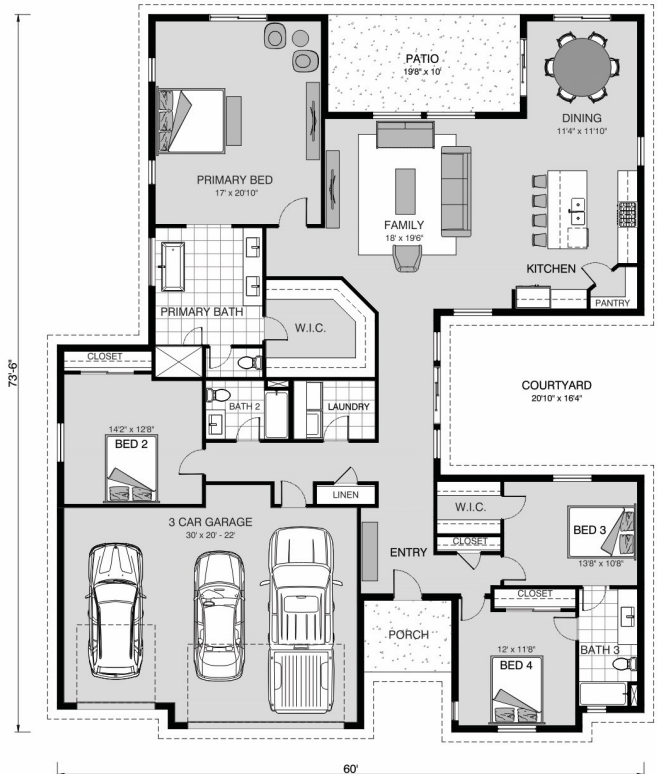 PATIO
19'8" x 10'
DINING
11'4" x 11'10"
PRIMARY BED
17' x 20'10"
FAMILY
18' x 19'6"
KITCHEN
PANTRY
PRIMARY BATH
W.I.C.
CLOSET
COURTYARD
20'10" x 16'4"
73'-6"
BATH 2
LAUNDRY
14'2" x 12'8"
BED 2
LINEN
W.I.C.
3 CAR GARAGE
30' x 20' - 22'
BED 3
13'8" x 10'8"
CLOSET
ENTRY
CLOSET
PORCH
12' x 11'8"
BED 4
BATH 3
60'